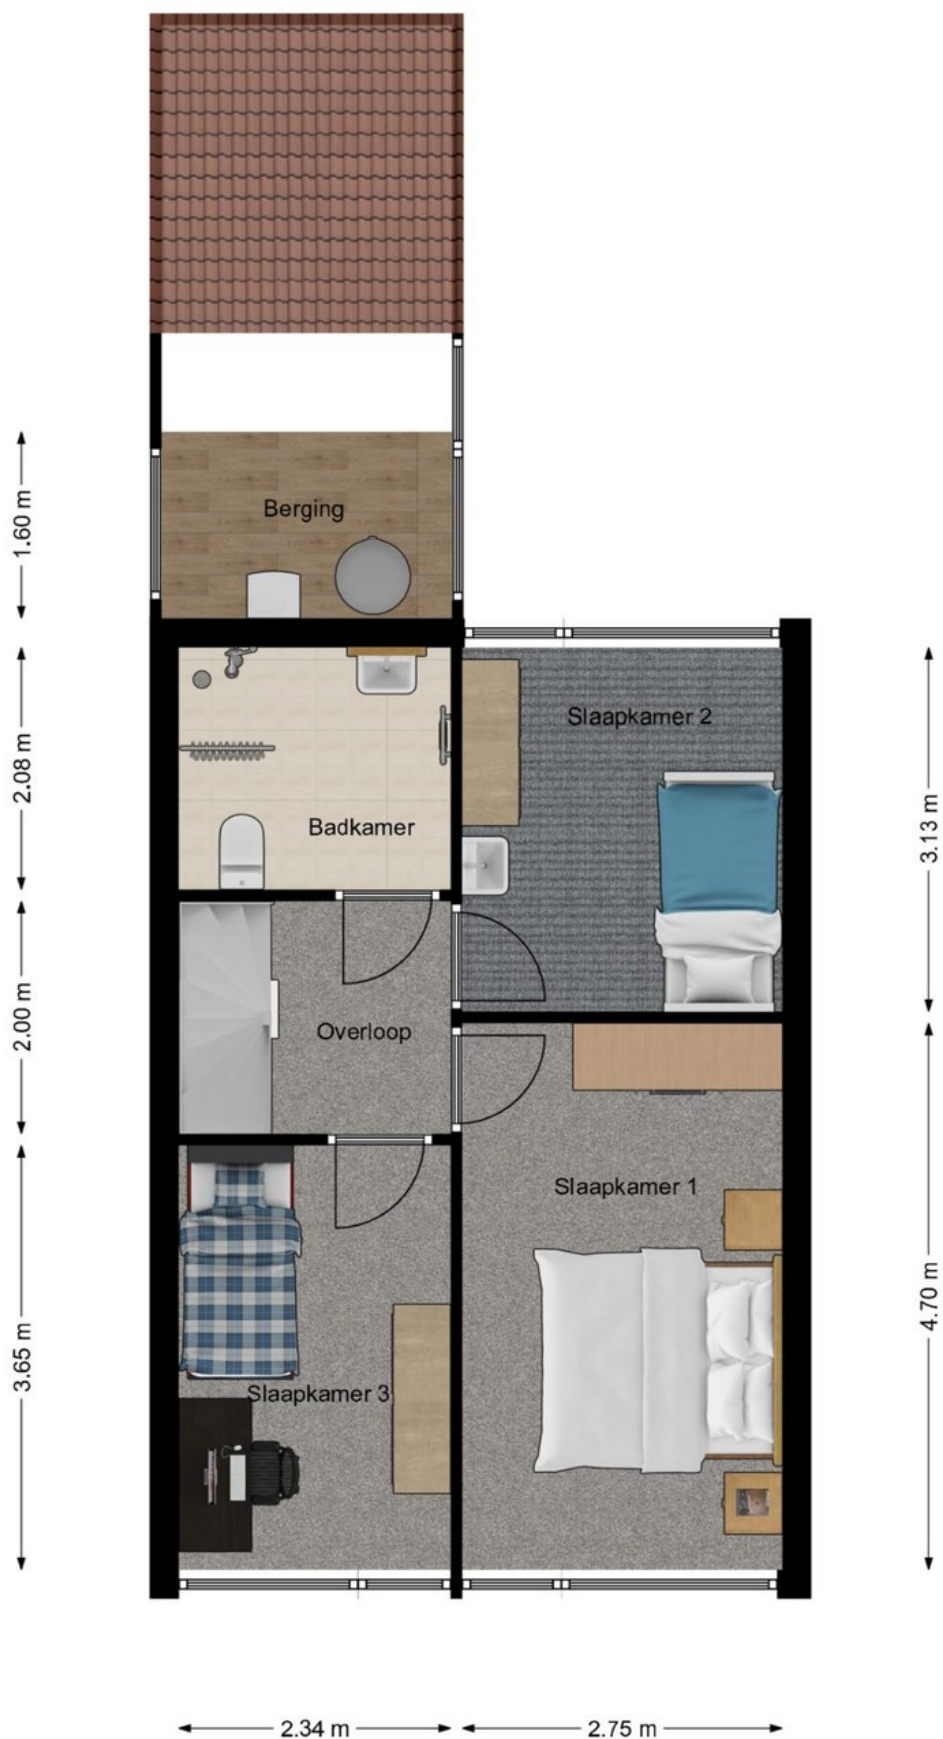 1.60 m
Berging
2.08 m
Slaapkamer 2
3.13 m
Badkamer
2.00 m
Overloop
Slaapkamer 1
4.70 m
3.65 m
Slaapkamer 3
2.34 m
2.75 m